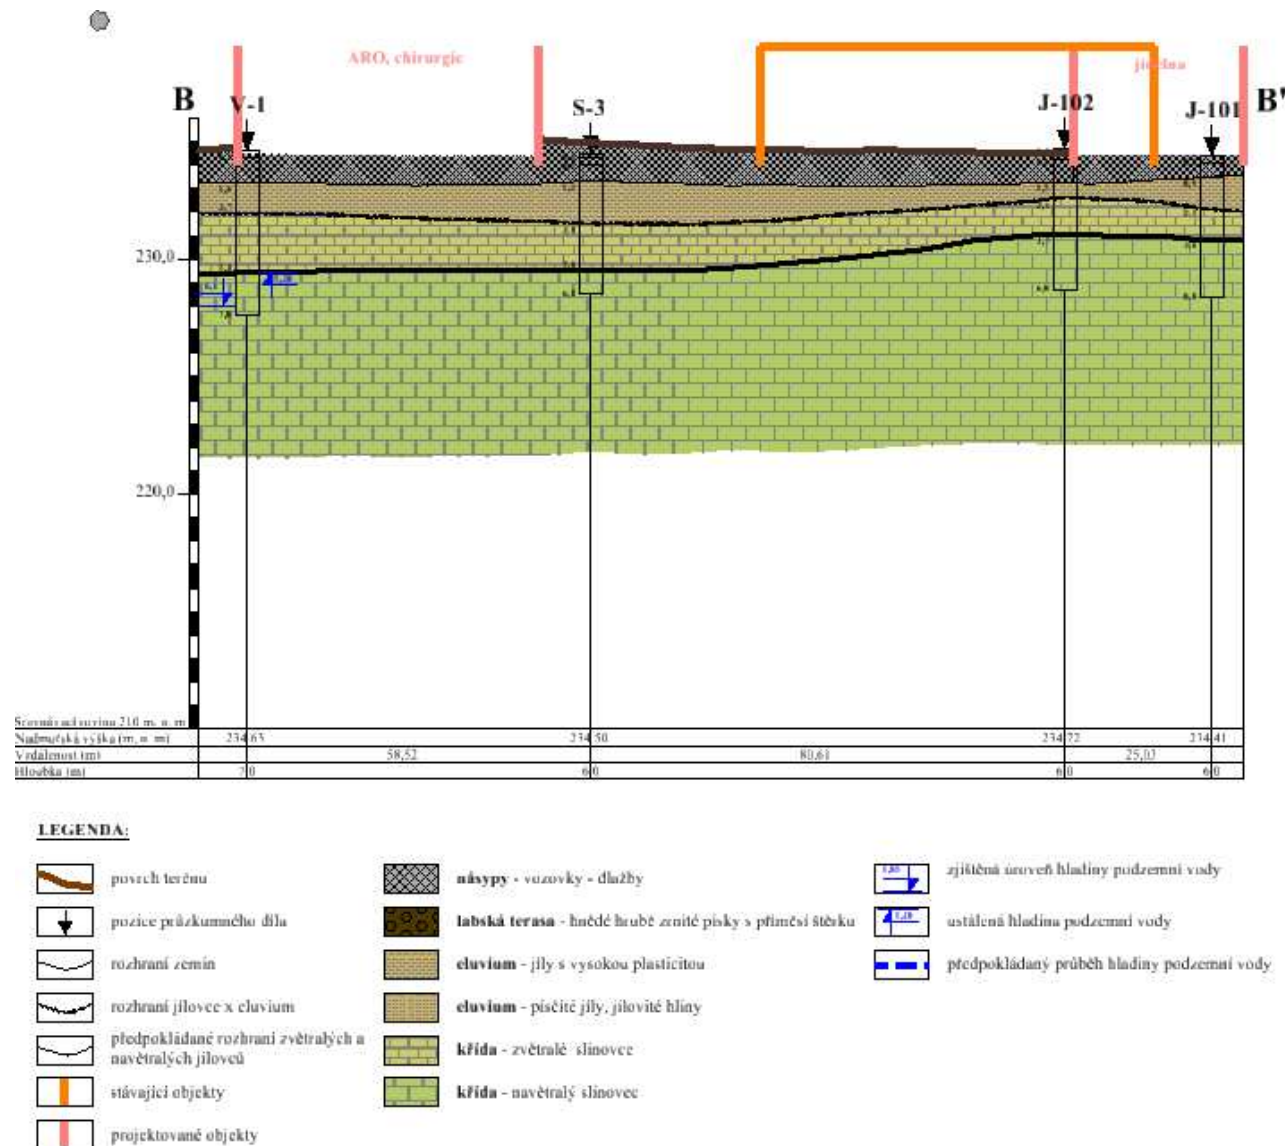 ARO, chirurgie
jídelna
B V-1 S-3 J-102 J-101 B'
230,0
220,0
Srovnávací rovina 210 m. n. m
Nadmořská výška (m, n. m) 234,63 234,50 234,72 234,41
Vzdálenost (m) 58,52 80,61 25,03
Hloubka (m) 7,0 6,0 6,0 6,0
LEGENDA:
povrch terénu
pozice průzkumného díla
rozhraní zemin
rozhraní jílovce x eluvium
předpokládané rozhraní zvětralých a
navětralých jílovců
stávající objekty
projektované objekty
násypy - vozovky - dlažby
labská terasa - hnědé hrubě zrnité písky s příměsí štěrku
eluvium - jíly s vysokou plasticitou
eluvium - písčité jíly, jílovité hlíny
křída - zvětralé slínovce
křída - navětralý slínovec
zjištěná úroveň hladiny podzemní vody
ustálená hladina podzemní vody
předpokládaný průběh hladiny podzemní vody